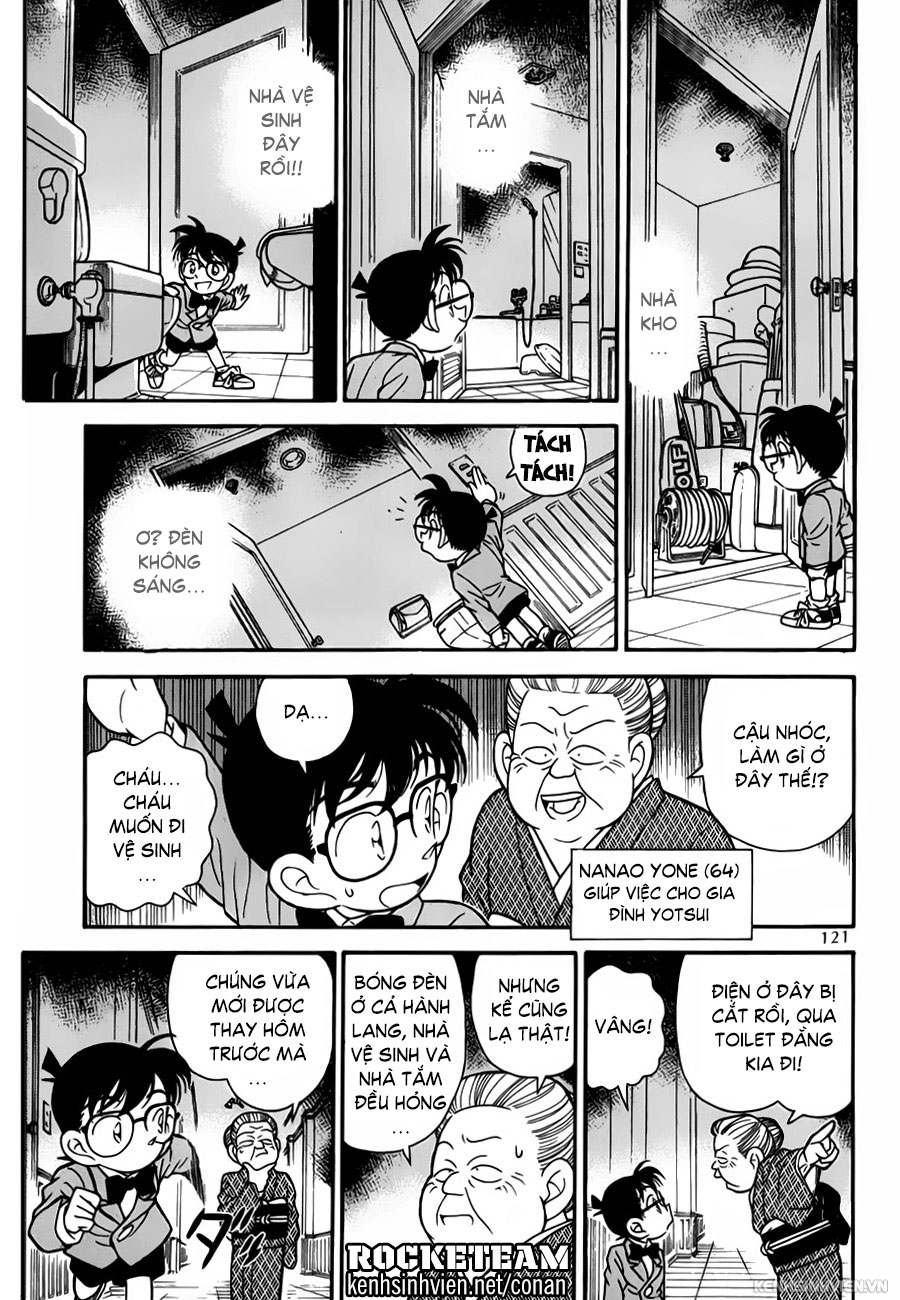 NHÀ
KHO
...
NHÀ
TẮM
...
NHÀ VỆ
SINH
ĐÂY
RỒI!!
TÁCH
TÁCH!
Ơ? ĐÈN
KHÔNG
SÁNG...
GOLF
CẬU NHÓC,
LÀM GÌ Ở
ĐÂY THẾ!?
NANAO YONE (64)
GIÚP VIỆC CHO GIA
ĐÌNH YOTSUI
DẠ...
CHÁU...
CHÁU
MUỐN ĐI
VỆ SINH
...
121
ĐIỆN Ở ĐÂY BỊ
CẮT RỒI, QUA
TOILET ĐẰNG
KIA ĐI!
VÂNG!
NHƯNG
KỂ CŨNG
LẠ THẬT!
BÓNG ĐÈN
Ở CẢ HÀNH
LANG, NHÀ
VỆ SINH VÀ
NHÀ TẮM
ĐỀU HỎNG
...
CHÚNG VỪA
MỚI ĐƯỢC
THAY HÔM
TRƯỚC MÀ
...
ROCKETEAM
kenhsinhvien.net/conan
KENHSINHVIEN.VN